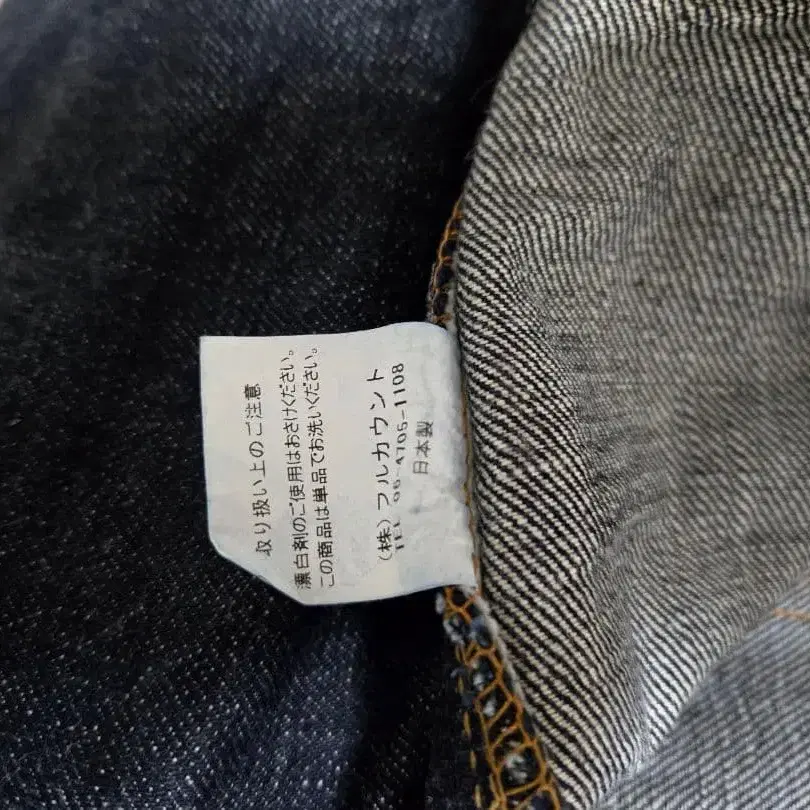 取り扱い上のご注意
漂白剤のご使用はおさけください。
この商品は単品でお洗いください。
(株)フルカウント
TEL 06-4705-1108
日本製